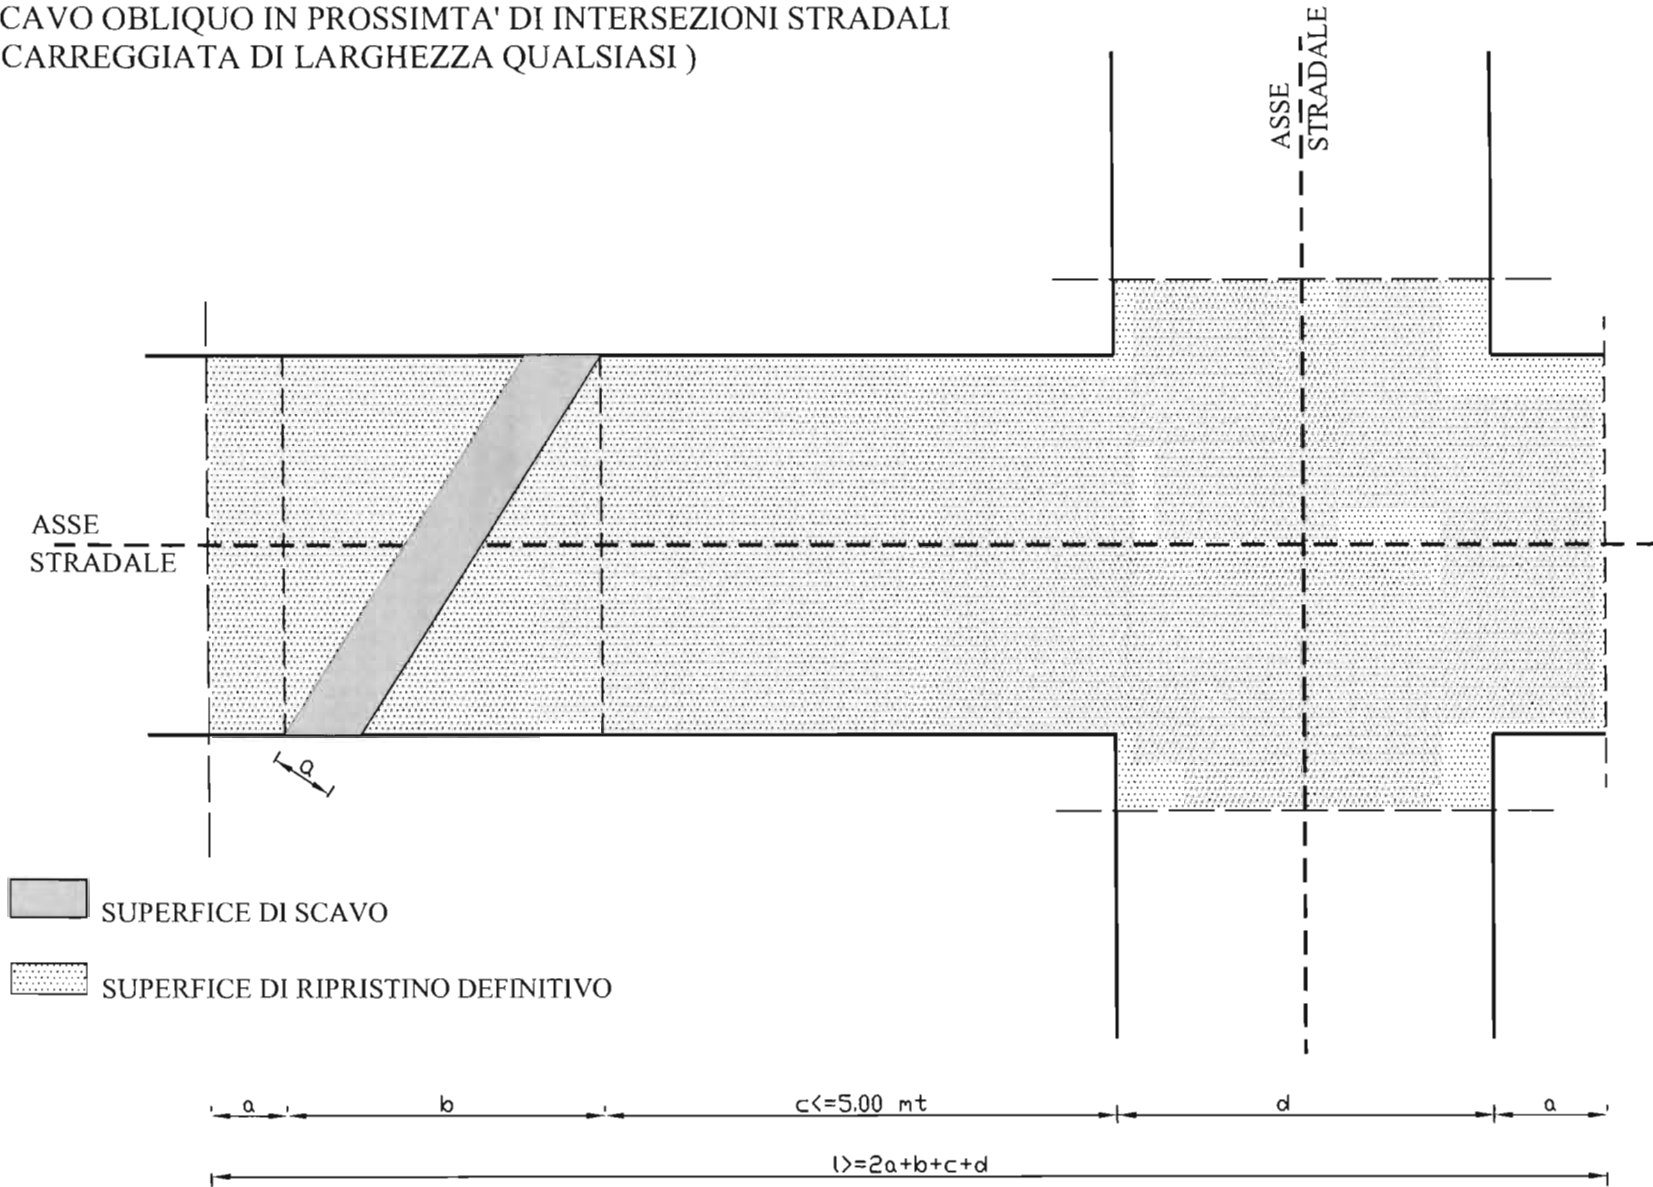 CAVO OBLIQUO IN PROSSIMTA' DI INTERSEZIONI STRADALI
CARREGGIATA DI LARGHEZZA QUALSIASI )
ASSE
STRADALE
ASSE
STRADALE
a
SUPERFICE DI SCAVO
SUPERFICE DI RIPRISTINO DEFINITIVO
a b c<=5.00 mt d a
l>=2a+b+c+d